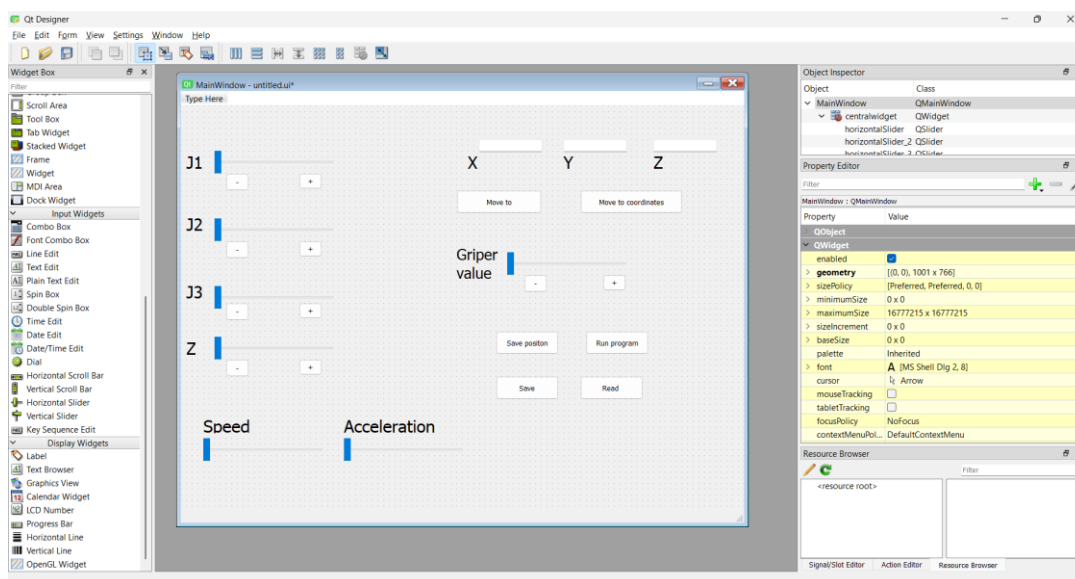 Qt Designer
File Edit Form View Settings Window Help
Widget Box
Filter
Scroll Area
Tool Box
Tab Widget
Stacked Widget
Frame
Widget
MDI Area
Dock Widget
Input Widgets
Combo Box
Font Combo Box
Line Edit
Text Edit
Plain Text Edit
Spin Box
Double Spin Box
Time Edit
Date Edit
Date/Time Edit
Dial
Horizontal Scroll Bar
Vertical Scroll Bar
Horizontal Slider
Vertical Slider
Key Sequence Edit
Display Widgets
Label
Text Browser
Graphics View
Calendar Widget
LCD Number
Progress Bar
Horizontal Line
Vertical Line
OpenGL Widget
MainWindow - untitled.ui*
Type Here
J1
- +
J2
- +
J3
- +
Z
- +
Speed Acceleration
X Y Z
Move to Move to coordinates
Griper
value
- +
Save positon Run program
Save Read
Object Inspector
Object Class
MainWindow QMainWindow
centralwidget QWidget
horizontalSlider QSlider
horizontalSlider_2 QSlider
horizontalSlider_3 QSlider
Property Editor
Filter
MainWindow : QMainWindow
Property Value
QObject
QWidget
enabled
geometry [(0, 0), 1001 x 766]
sizePolicy [Preferred, Preferred, 0, 0]
minimumSize 0 x 0
maximumSize 16777215 x 16777215
sizeIncrement 0 x 0
baseSize 0 x 0
palette Inherited
font A [MS Shell Dlg 2, 8]
cursor Arrow
mouseTracking
tabletTracking
focusPolicy NoFocus
contextMenuPol... DefaultContextMenu
Resource Browser
Filter
<resource root>
Signal/Slot Editor Action Editor Resource Browser